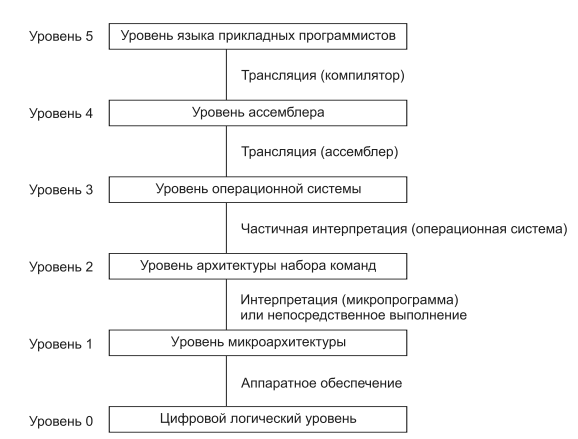 Уровень 5 Уровень языка прикладных программистов
Трансляция (компилятор)
Уровень 4 Уровень ассемблера
Трансляция (ассемблер)
Уровень 3 Уровень операционной системы
Частичная интерпретация (операционная система)
Уровень 2 Уровень архитектуры набора команд
Интерпретация (микропрограмма)
или непосредственное выполнение
Уровень 1 Уровень микроархитектуры
Аппаратное обеспечение
Уровень 0 Цифровой логический уровень